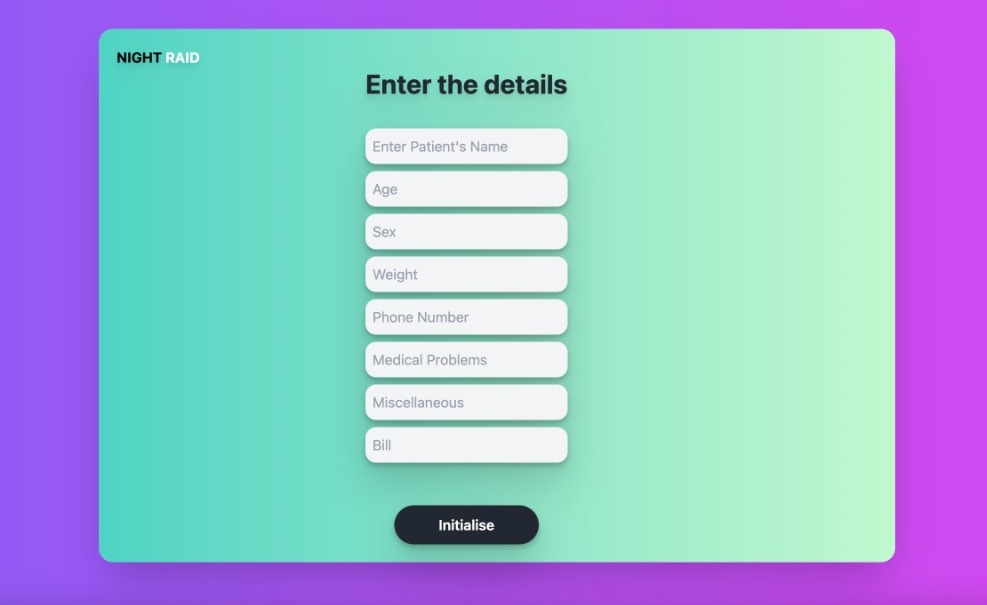 NIGHT RAID
Enter the details
Enter Patient's Name
Age
Sex
Weight
Phone Number
Medical Problems
Miscellaneous
Bill
Initialise